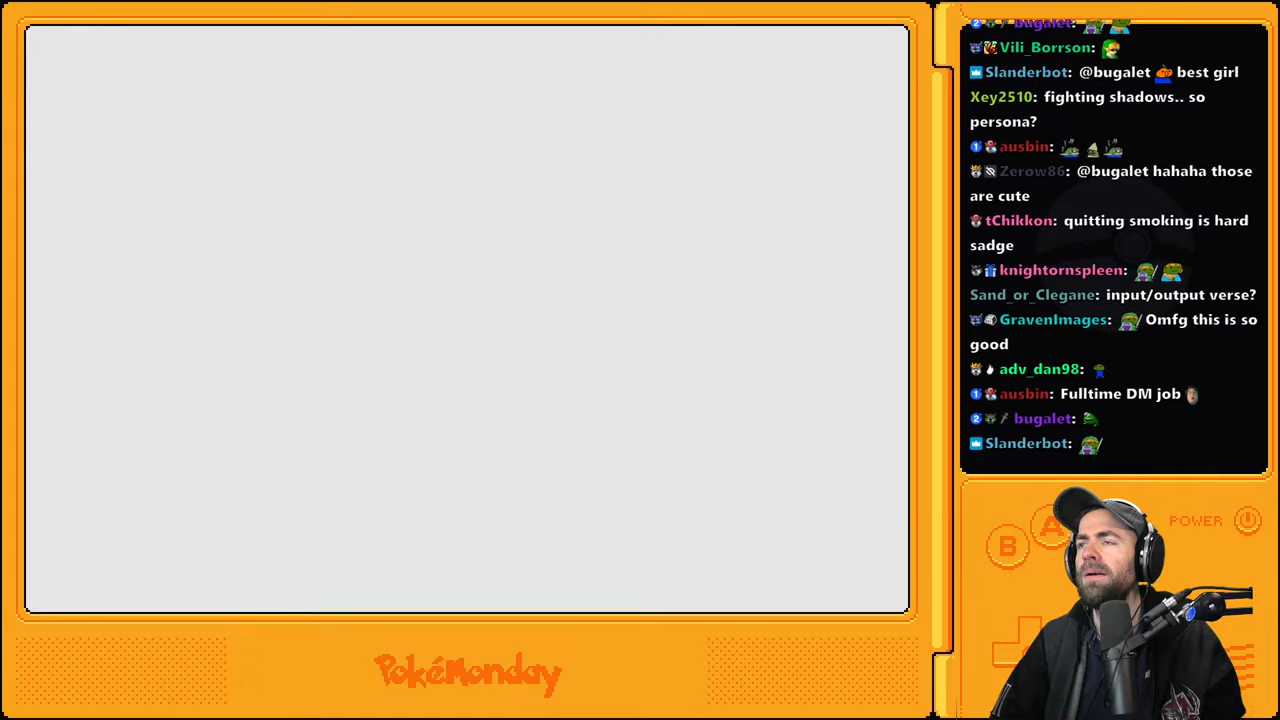 bugalet:
Vili_Borrson:
Slanderbot: @bugalet best girl
Xey2510: fighting shadows.. so
persona?
ausbin:
Zerow86: @bugalet hahaha those
are cute
tChikkon: quitting smoking is hard
sadge
knightornspleen:
Sand_or_Clegane: input/output verse?
GravenImages: Omfg this is so
good
adv_dan98:
ausbin: Fulltime DM job
bugalet:
Slanderbot:
B A POWER
PokéMonday